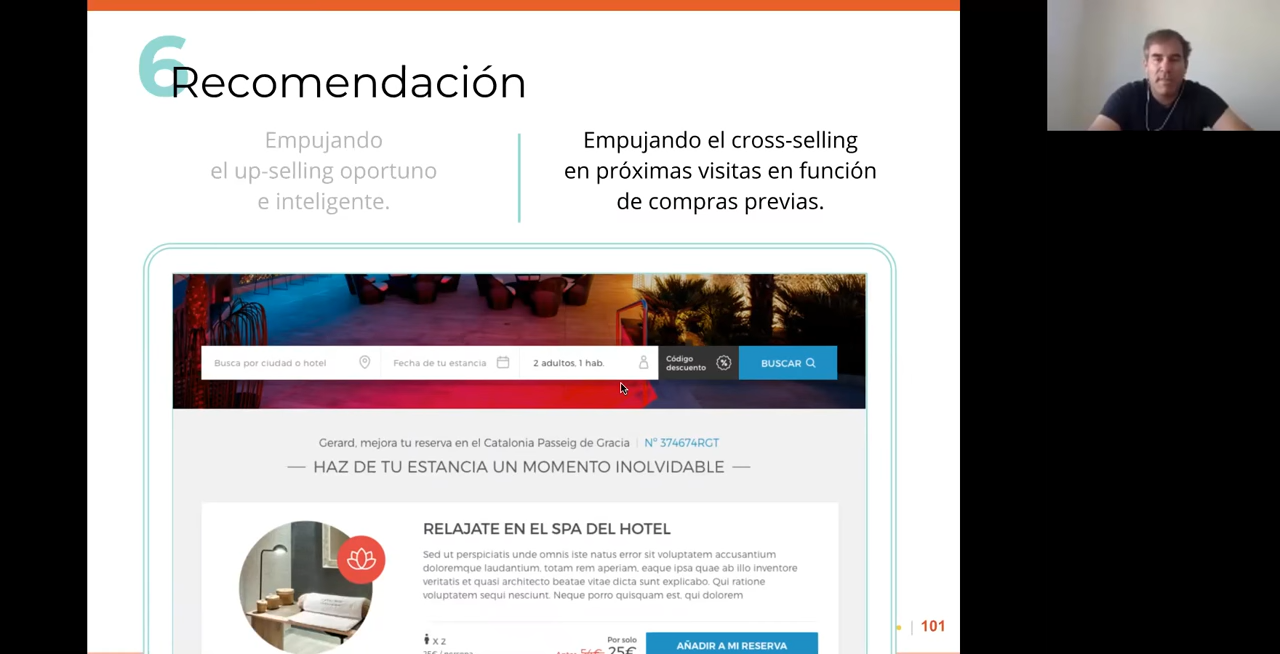 6
Recomendación
Empujando
el up-selling oportuno
e inteligente.
Empujando el cross-selling
en próximas visitas en función
de compras previas.
Busca por ciudad o hotel
Fecha de tu estancia
2 adultos, 1 hab.
Código
descuento
BUSCAR
Gerard, mejora tu reserva en el Catalonia Passeig de Gracia | Nº 374674RGT
HAZ DE TU ESTANCIA UN MOMENTO INOLVIDABLE
RELAJATE EN EL SPA DEL HOTEL
Sed ut perspiciatis unde omnis iste natus error sit voluptatem accusantium
doloremque laudantium, totam rem aperiam, eaque ipsa quae ab illo inventore
veritatis et quasi architecto beatae vitae dicta sunt explicabo. Qui ratione
voluptatem sequi nesciunt. Neque porro quisquam est, qui dolorem
X 2
Por solo
25€
AÑADIR A MI RESERVA
| 101